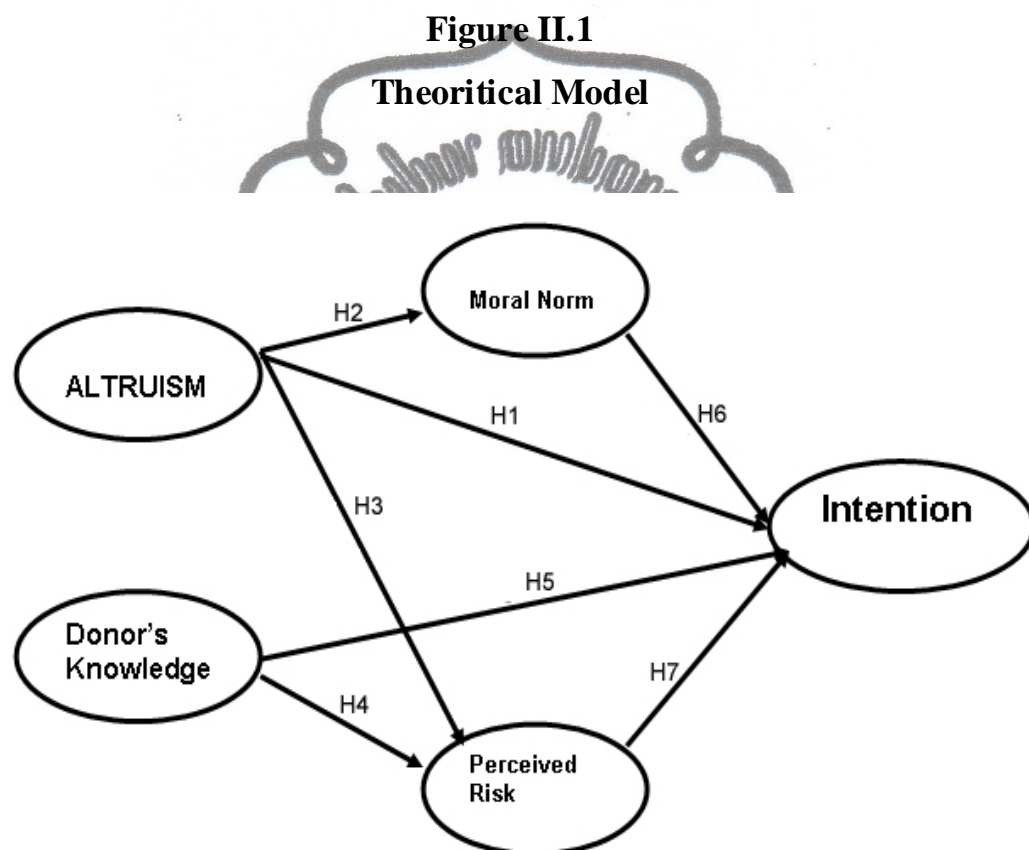 Figure II.1
Theoritical Model
Moral Norm
H2
ALTRUISM
H1
H6
H3
Intention
H5
Donor's
Knowledge
H7
H4
Perceived
Risk